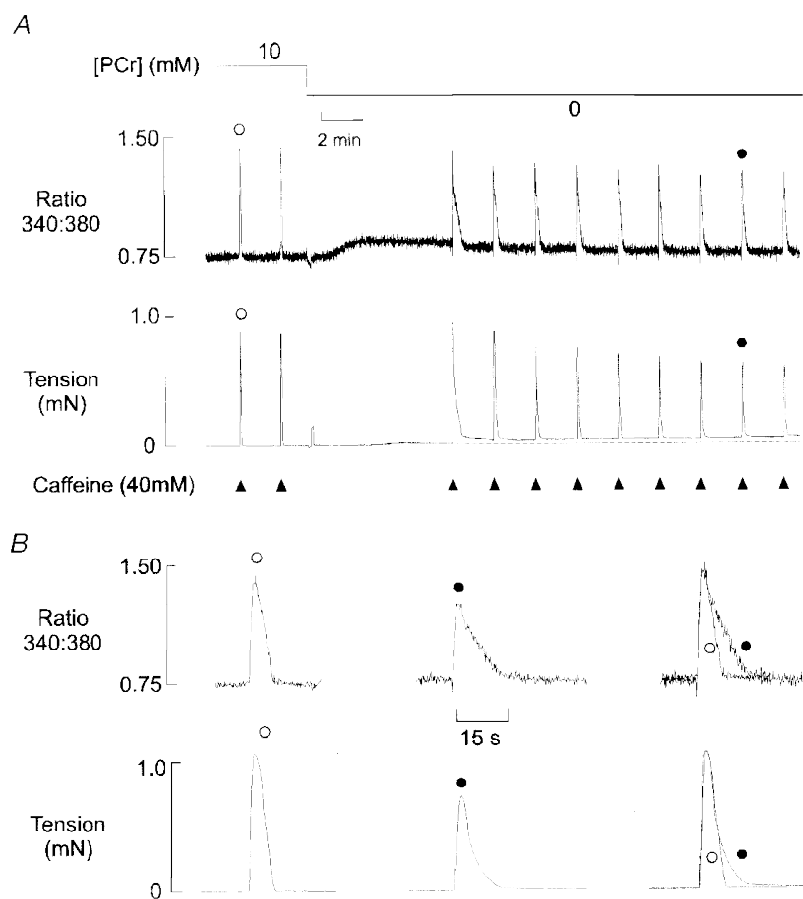 A
[PCr] (mM)
10
0
2 min
1.50
Ratio
340:380
0.75
1.0
Tension
(mN)
0
Caffeine (40mM)
B
1.50
Ratio
340:380
0.75
15 s
1.0
Tension
(mN)
0